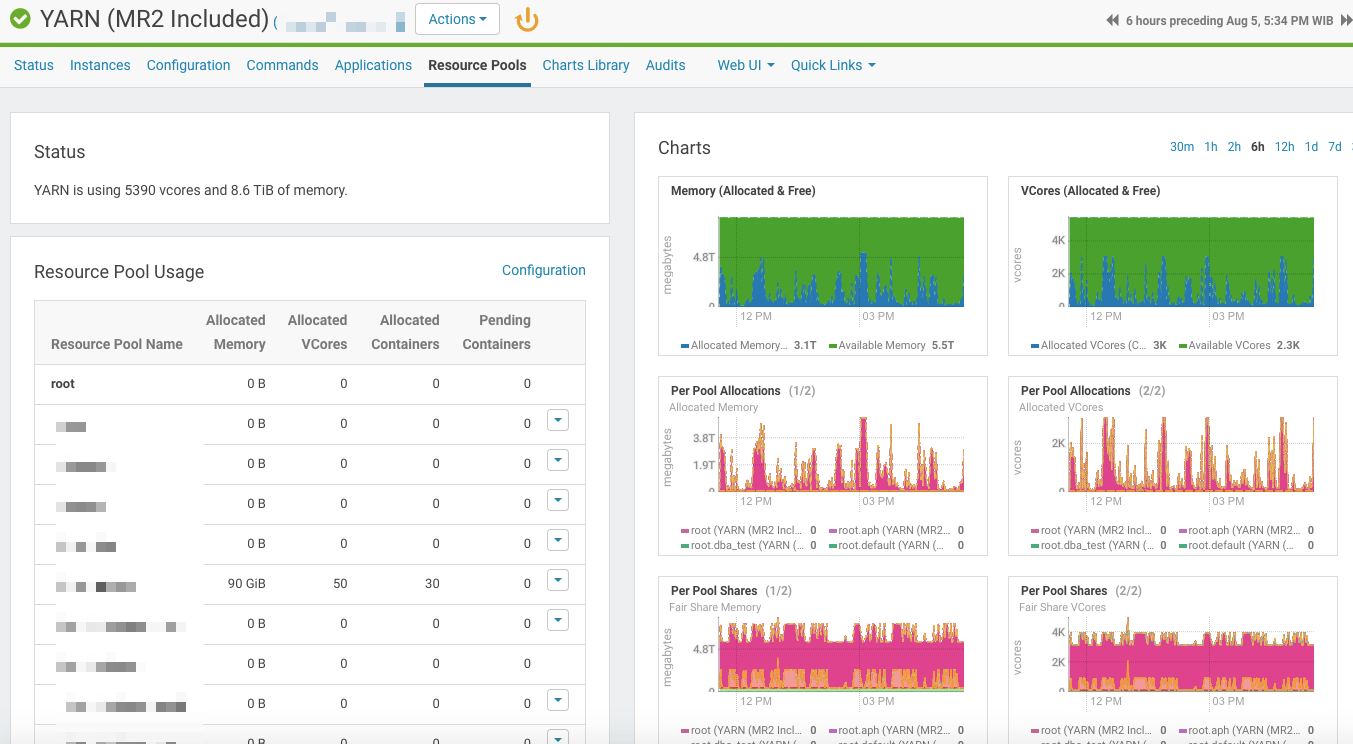 YARN (MR2 Included) (
Actions
6 hours preceding Aug 5, 5:34 PM WIB
Status Instances Configuration Commands Applications Resource Pools Charts Library Audits Web UI Quick Links
Status
YARN is using 5390 vcores and 8.6 TiB of memory.
Resource Pool Usage
Configuration
Resource Pool Name Allocated Memory Allocated VCores Allocated Containers Pending Containers
root 0 B 0 0 0
0 B 0 0 0
0 B 0 0 0
0 B 0 0 0
0 B 0 0 0
90 GiB 50 30 0
0 B 0 0 0
0 B 0 0 0
0 B 0 0 0
0 B 0 0 0
Charts
30m 1h 2h 6h 12h 1d 7d
Memory (Allocated & Free)
megabytes
4.8T
0
12 PM 03 PM
Allocated Memory... 3.1T Available Memory 5.5T
VCores (Allocated & Free)
vcores
4K
2K
0
12 PM 03 PM
Allocated VCores (C... 3K Available VCores 2.3K
Per Pool Allocations (1/2)
Allocated Memory
megabytes
3.8T
1.9T
0
12 PM 03 PM
root (YARN (MR2 Incl... 0 root.aph (YARN (MR2... 0
root.dba_test (YARN (... 0 root.default (YARN (... 0
Per Pool Allocations (2/2)
Allocated VCores
vcores
2K
0
12 PM 03 PM
root (YARN (MR2 Incl... 0 root.aph (YARN (MR2... 0
root.dba_test (YARN (... 0 root.default (YARN (... 0
Per Pool Shares (1/2)
Fair Share Memory
megabytes
4.8T
0
12 PM 03 PM
root (YARN (MR2 Incl... 0 root.aph (YARN (MR2... 0
Per Pool Shares (2/2)
Fair Share VCores
vcores
4K
2K
0
12 PM 03 PM
root (YARN (MR2 Incl... 0 root.aph (YARN (MR2... 0